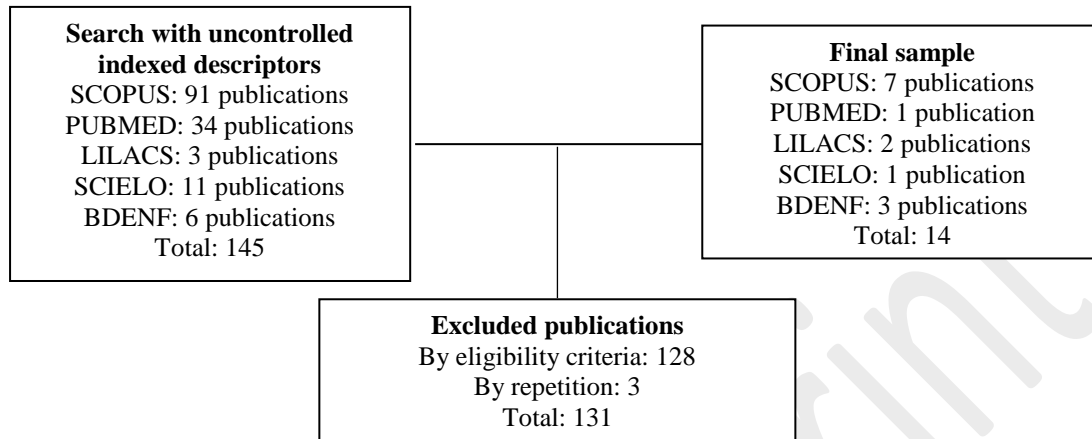 Search with uncontrolled
indexed descriptors
SCOPUS: 91 publications
PUBMED: 34 publications
LILACS: 3 publications
SCIELO: 11 publications
BDENF: 6 publications
Total: 145
Final sample
SCOPUS: 7 publications
PUBMED: 1 publication
LILACS: 2 publications
SCIELO: 1 publication
BDENF: 3 publications
Total: 14
Excluded publications
By eligibility criteria: 128
By repetition: 3
Total: 131